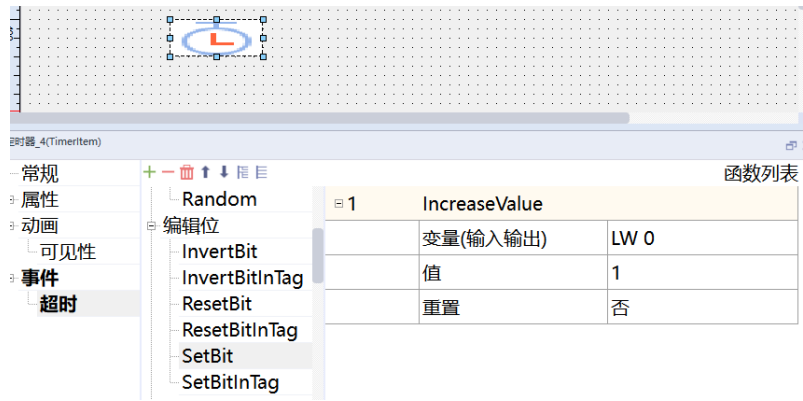 时器_4(TimerItem)
常规
函数列表
属性
Random
1 IncreaseValue
动画
编辑位
可见性
InvertBit
变量(输入输出) LW 0
事件
InvertBitInTag
值 1
超时
ResetBit
重置 否
ResetBitInTag
SetBit
SetBitInTag